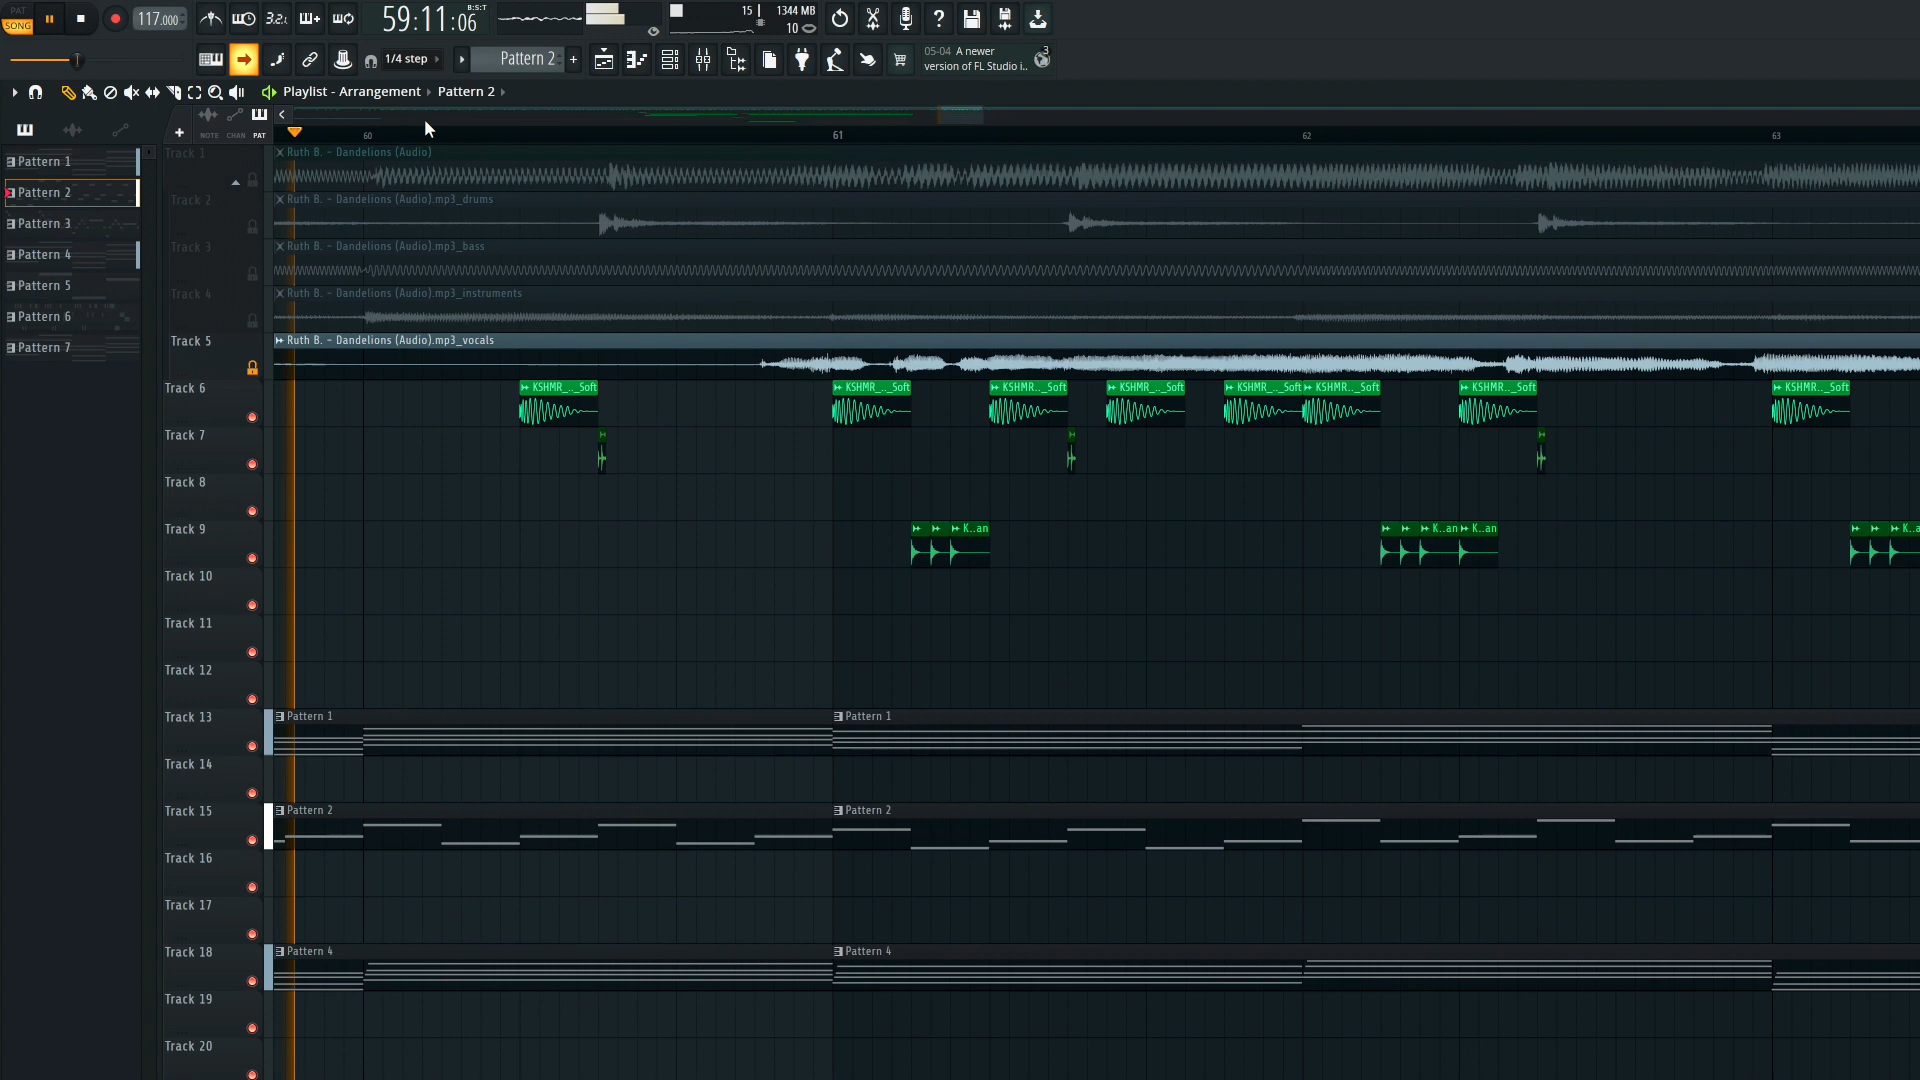 PAT
SONG
117.000
3.2.
59:11:06
B:S:T
15
1344 MB
10
1/4 step
Pattern 2
+
05-04 A newer
version of FL Studio i..
3
Playlist - Arrangement
Pattern 2
NOTE
CHAN
PAT
60
61
62
63
Pattern 1
Pattern 2
Pattern 3
Pattern 4
Pattern 5
Pattern 6
Pattern 7
Track 1
Ruth B. - Dandelions (Audio)
Track 2
Ruth B. - Dandelions (Audio).mp3_drums
Track 3
Ruth B. - Dandelions (Audio).mp3_bass
Track 4
Ruth B. - Dandelions (Audio).mp3_instruments
Track 5
Ruth B. - Dandelions (Audio).mp3_vocals
Track 6
KSHMR_.._Soft
KSHMR_.._Soft
KSHMR.._Soft
KSHMR_.._Soft
KSHMR_.._Soft
KSHMR.._Soft
KSHMR.._Soft
KSHMR.._Soft
Track 7
Track 8
Track 9
K..an
K..an
K..an
K..a
Track 10
Track 11
Track 12
Track 13
Pattern 1
Pattern 1
Track 14
Track 15
Pattern 2
Pattern 2
Track 16
Track 17
Track 18
Pattern 4
Pattern 4
Track 19
Track 20